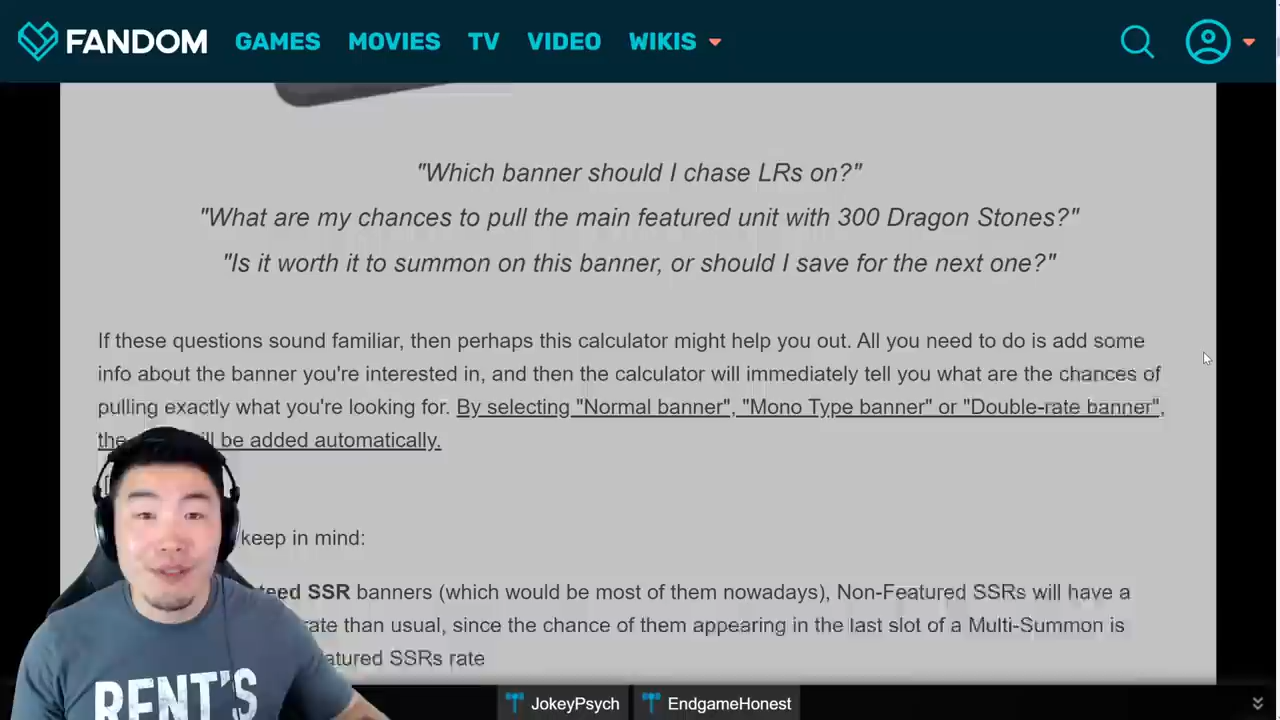 FANDOM GAMES MOVIES TV VIDEO WIKIS
"Which banner should I chase LRs on?"
"What are my chances to pull the main featured unit with 300 Dragon Stones?"
"Is it worth it to summon on this banner, or should I save for the next one?"
If these questions sound familiar, then perhaps this calculator might help you out. All you need to do is add some
info about the banner you're interested in, and then the calculator will immediately tell you what are the chances of
pulling exactly what you're looking for. By selecting "Normal banner", "Mono Type banner" or "Double-rate banner",
the will be added automatically.
keep in mind:
SSR banners (which would be most of them nowadays), Non-Featured SSRs will have a
than usual, since the chance of them appearing in the last slot of a Multi-Summon is
SSRs rate
RENT'S
JokeyPsych EndgameHonest